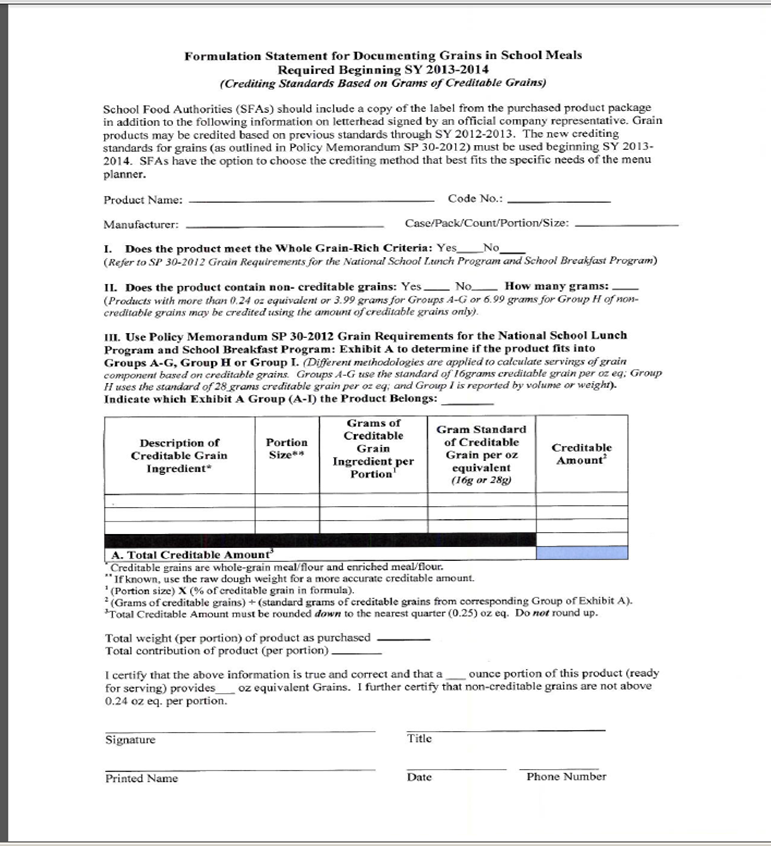 Formulation Statement for Documenting Grains in School Meals
Required Beginning SY 2013-2014
(Crediting Standards Based on Grams of Creditable Grains)
School Food Authorities (SFAs) should include a copy of the label from the purchased product package
in addition to the following information on letterhead signed by an official company representative. Grain
products may be credited based on previous standards through SY 2012-2013. The new crediting
standards for grains (as outlined in Policy Memorandum SP 30-2012) must be used beginning SY 2013-
2014. SFAs have the option to choose the crediting method that best fits the specific needs of the menu
planner.
Product Name: ____ Code No.: ____
Manufacturer: ____ Case/Pack/Count/Portion/Size: ____
I. Does the product meet the Whole Grain-Rich Criteria: Yes____No____
(Refer to SP 30-2012 Grain Requirements for the National School Lunch Program and School Breakfast Program)
II. Does the product contain non- creditable grains: Yes____ No____ How many grams: ____
(Products with more than 0.24 oz equivalent or 3.99 grams for Groups A-G or 6.99 grams for Group H of non-
creditable grains may be credited using the amount of creditable grains only).
III. Use Policy Memorandum SP 30-2012 Grain Requirements for the National School Lunch
Program and School Breakfast Program: Exhibit A to determine if the product fits into
Groups A-G, Group H or Group I. (Different methodologies are applied to calculate servings of grain
component based on creditable grains. Groups A-G use the standard of 16grams creditable grain per oz eq; Group
H uses the standard of 28 grams creditable grain per oz eq; and Group I is reported by volume or weight).
Indicate which Exhibit A Group (A-I) the Product Belongs: ____
Description of
Creditable Grain
Ingredient*
Portion
Size**
Grams of
Creditable
Grain
Ingredient per
Portion¹
Gram Standard
of Creditable
Grain per oz
equivalent
(16g or 28g)
Creditable
Amount²
A. Total Creditable Amount³
*Creditable grains are whole-grain meal/flour and enriched meal/flour.
**If known, use the raw dough weight for a more accurate creditable amount.
¹ (Portion size) X (% of creditable grain in formula).
² (Grams of creditable grains) ÷ (standard grams of creditable grains from corresponding Group of Exhibit A).
³Total Creditable Amount must be rounded down to the nearest quarter (0.25) oz eq. Do not round up.
Total weight (per portion) of product as purchased ____
Total contribution of product (per portion) ____
I certify that the above information is true and correct and that a ___ ounce portion of this product (ready
for serving) provides___ oz equivalent Grains. I further certify that non-creditable grains are not above
0.24 oz eq. per portion.
Signature Title
Printed Name Date Phone Number